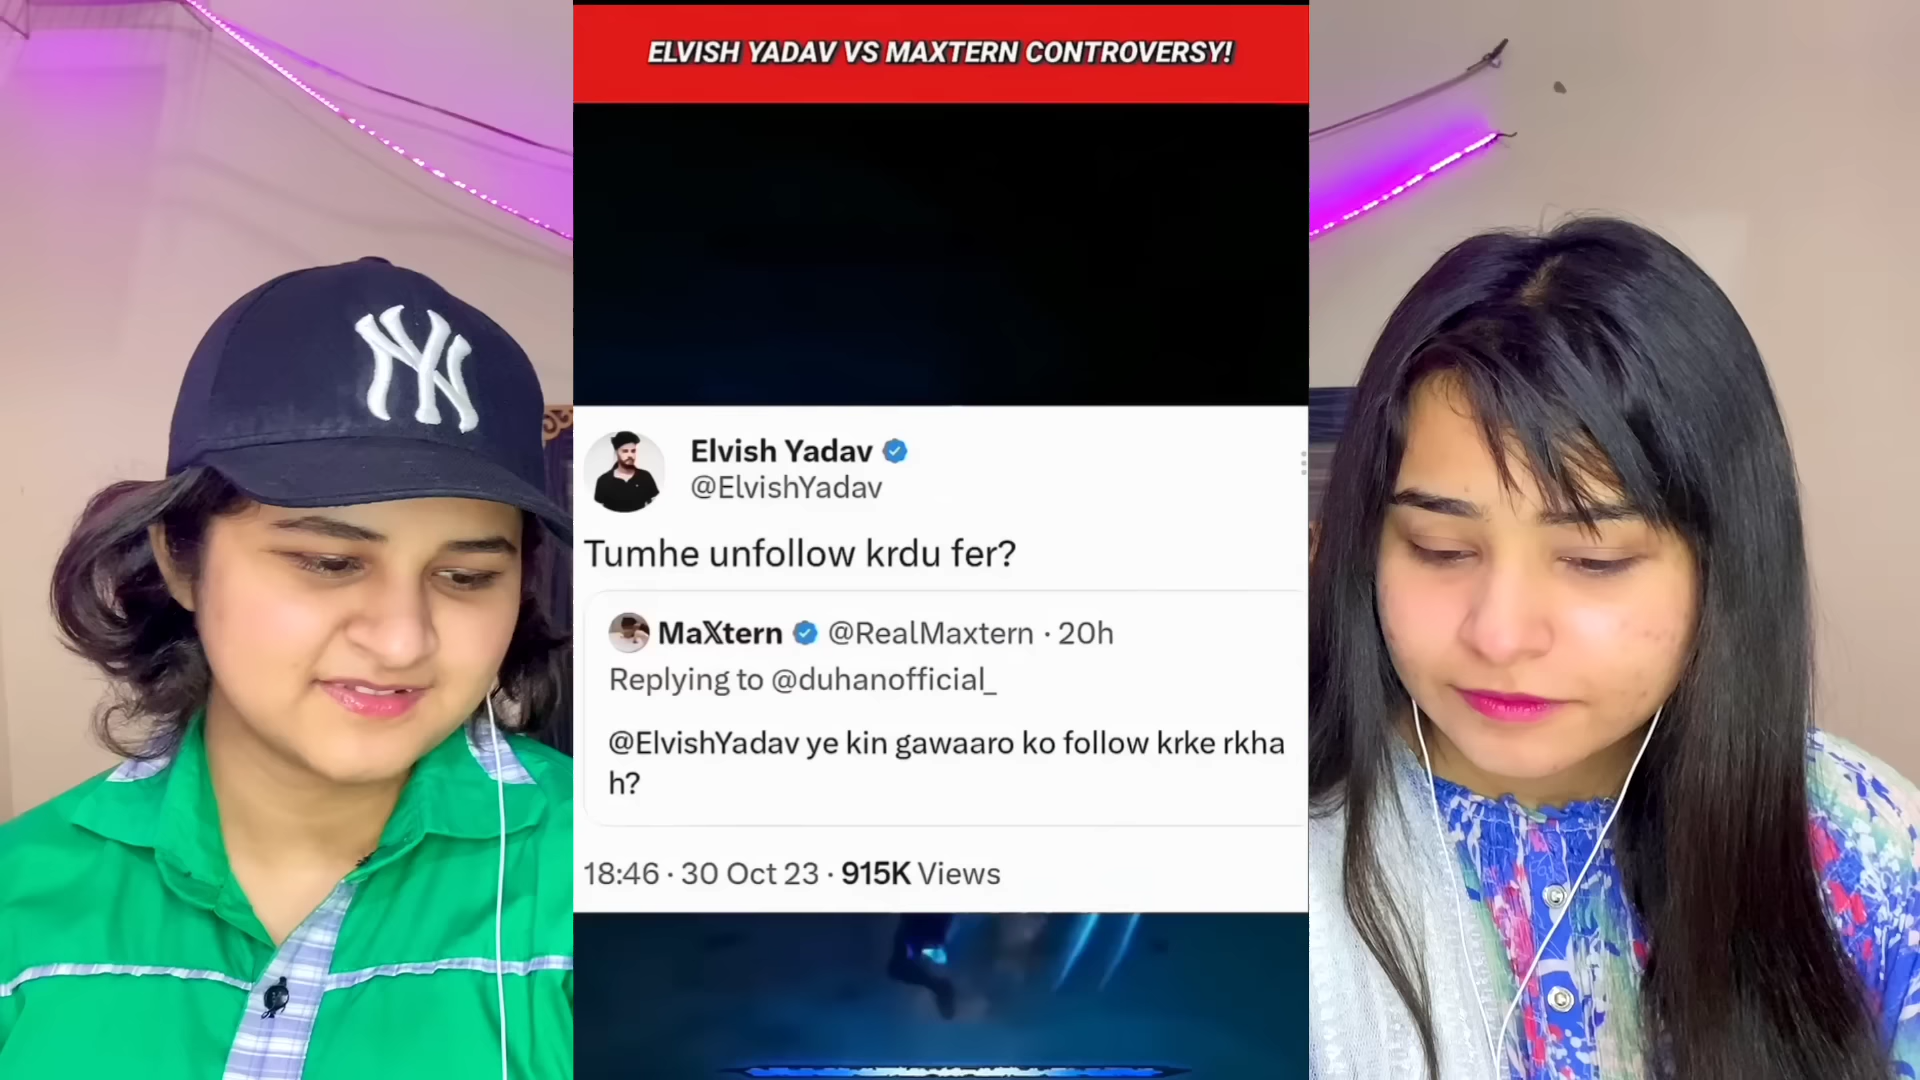 ELVISH YADAV VS MAXTERN CONTROVERSY!
NY
Elvish Yadav
@ElvishYadav
Tumhe unfollow krdu fer?
MaXtern @RealMaxtern · 20h
Replying to @duhanofficial_
@ElvishYadav ye kin gawaaro ko follow krke rkha
h?
18:46 · 30 Oct 23 · 915K Views